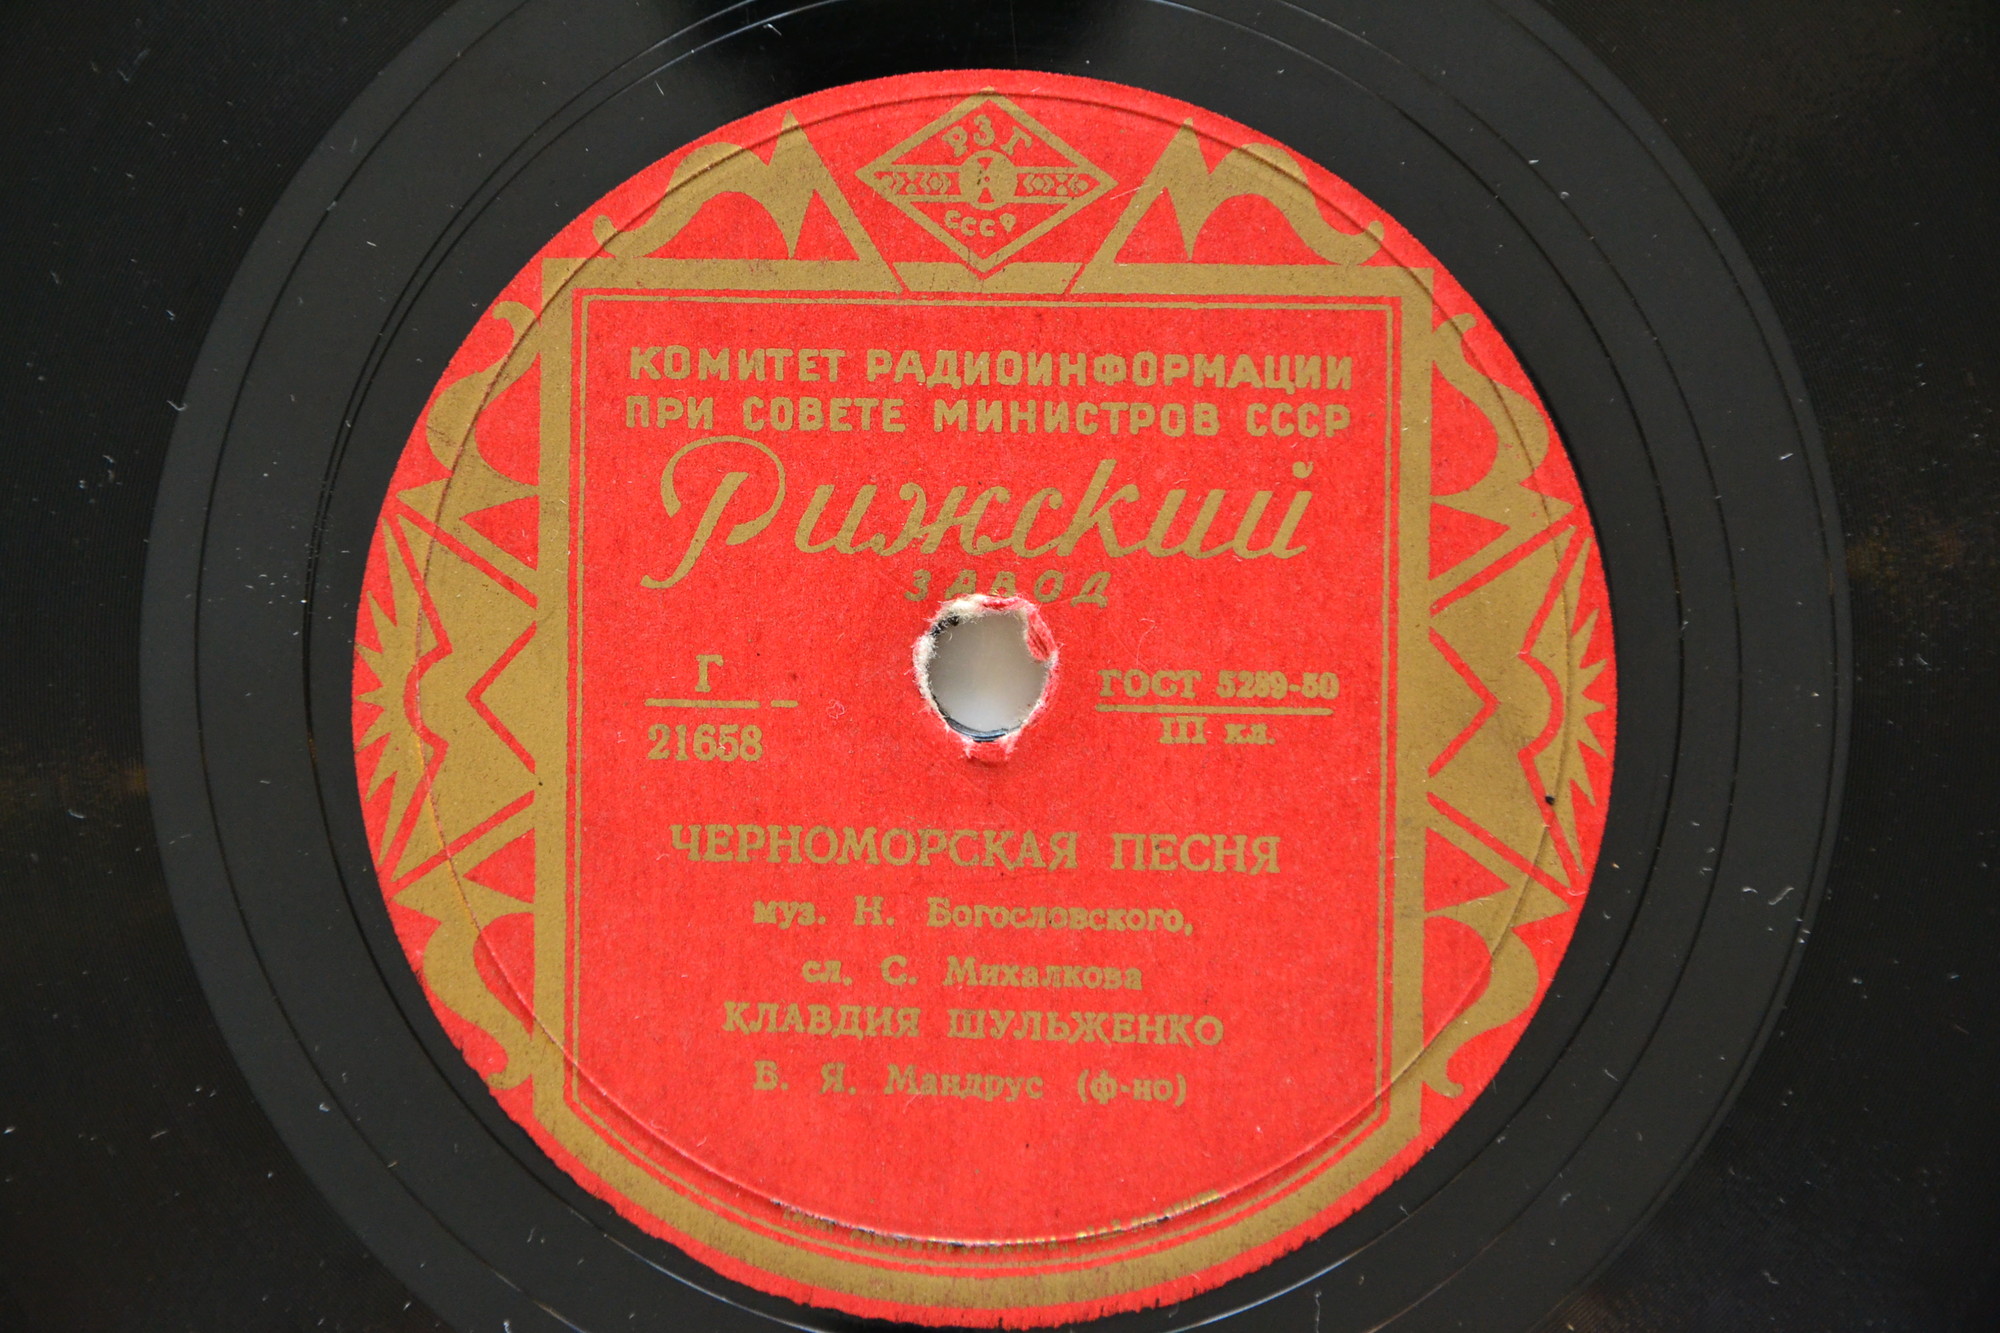 РЗГ
СССР
КОМИТЕТ РАДИОИНФОРМАЦИИ
ПРИ СОВЕТЕ МИНИСТРОВ СССР
Рижский
ЗАВОД
Г
21658
ГОСТ 5289-50
III кл.
ЧЕРНОМОРСКАЯ ПЕСНЯ
муз. Н. Богословского,
сл. С. Михалкова
КЛАВДИЯ ШУЛЬЖЕНКО
Б. Я. Мандрус (ф-но)